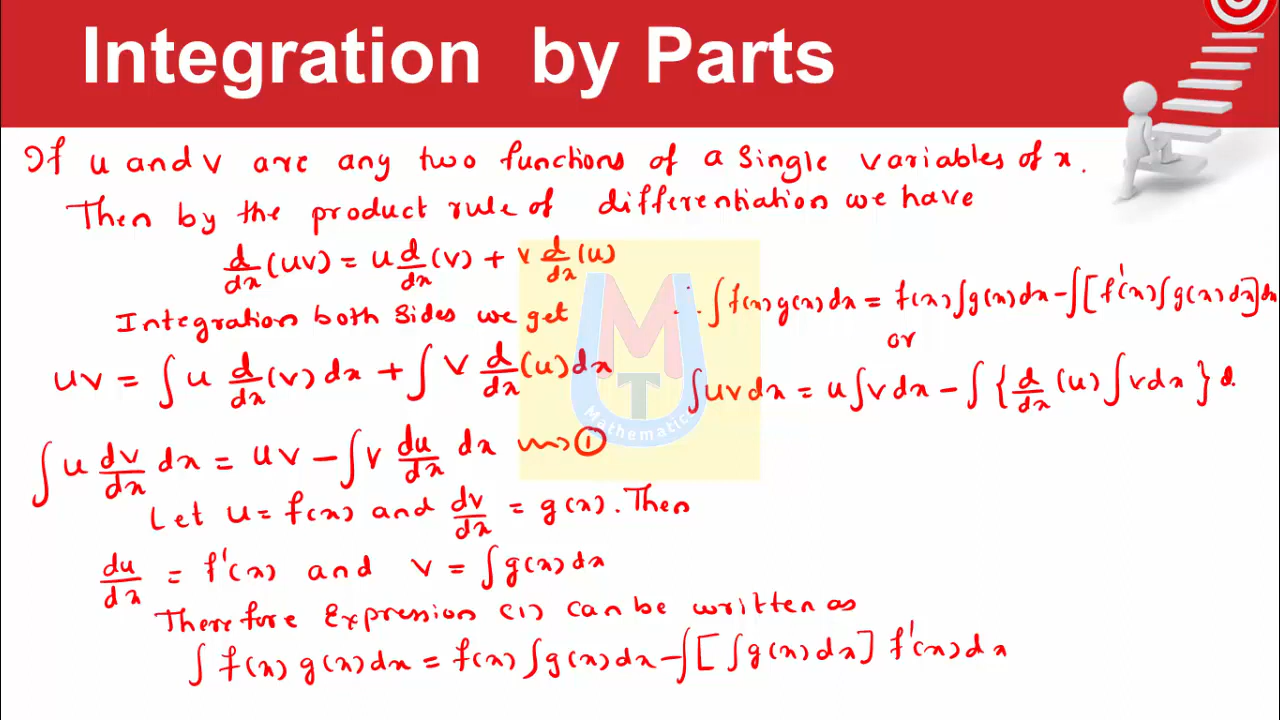 Integration by Parts
If u and v are any two functions of a single variables of x.
Then by the product rule of differentiation we have
d/dx (uv) = u d/dx (v) + v d/dx (u)
Integration both sides we get
uv = ∫ u d/dx (v) dx + ∫ v d/dx (u) dx
∫ u dv/dx dx = uv − ∫ v du/dx dx ⇝ ①
Let u = f(x) and dv/dx = g(x). Then
du/dx = f'(x) and v = ∫ g(x) dx
Therefore Expression (1) can be written as
∫ f(x) g(x) dx = f(x) ∫ g(x) dx − ∫ [ ∫ g(x) dx ] f'(x) dx
∴ ∫ f(x) g(x) dx = f(x) ∫ g(x) dx − ∫ [ f'(x) ∫ g(x) dx ] dx
or
∫ uv dx = u ∫ v dx − ∫ { d/dx (u) ∫ v dx } d
MT
Mathematics